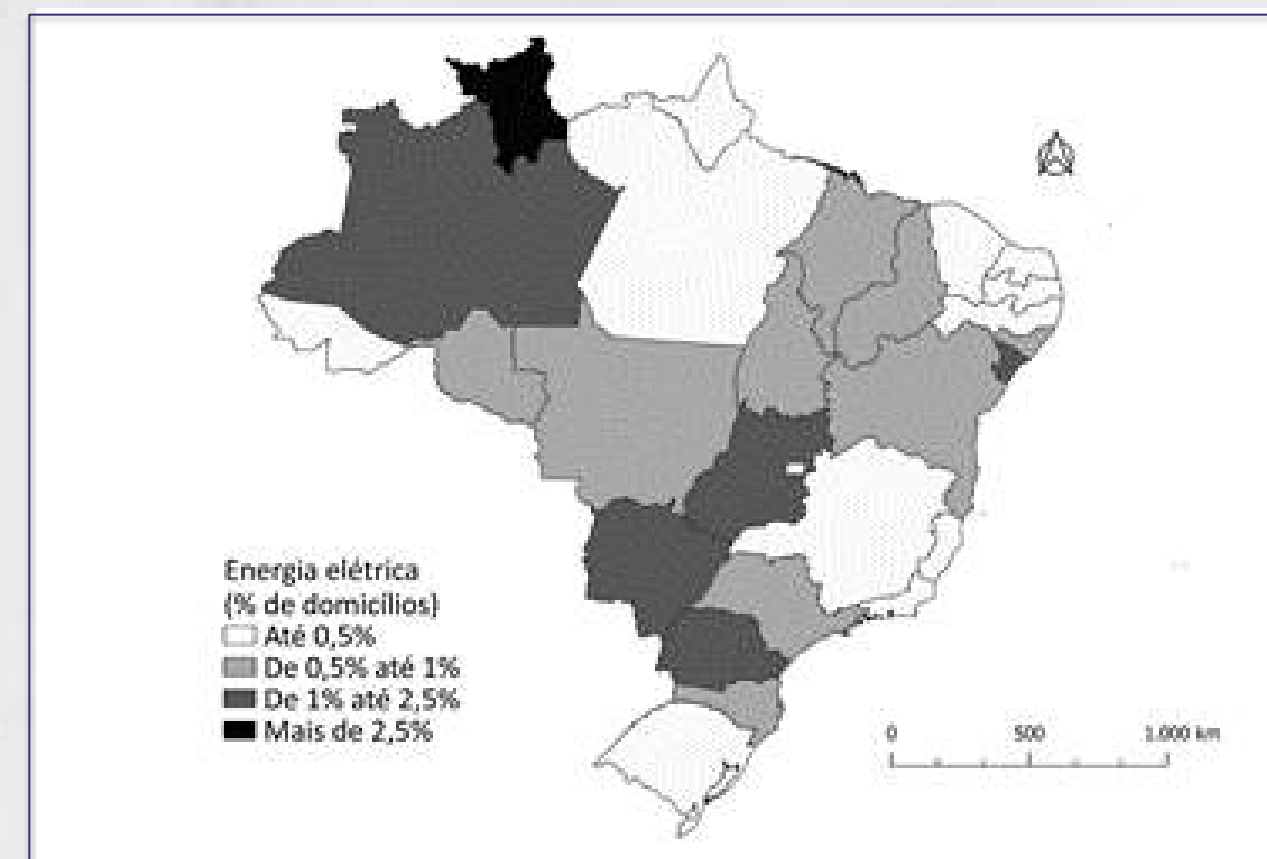 Energia elétrica
(% de domicílios)
Até 0,5%
De 0,5% até 1%
De 1% até 2,5%
Mais de 2,5%
0 500 1.000 km